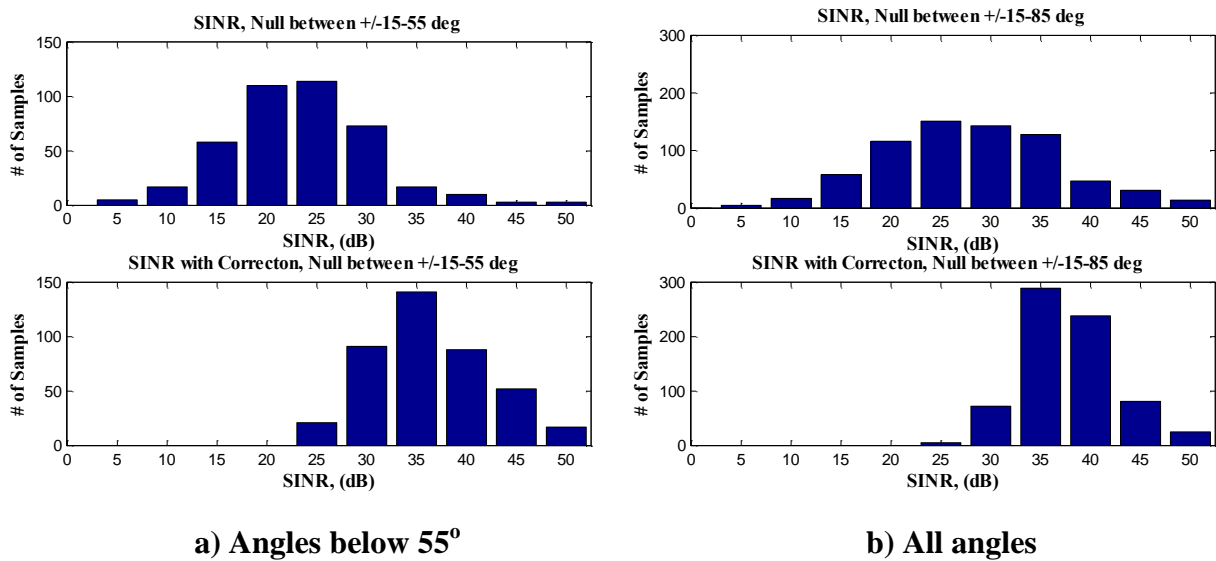 SINR, Null between +/-15-55 deg
150
100
50
0
# of Samples
0 5 10 15 20 25 30 35 40 45 50
SINR, (dB)
SINR with Correcton, Null between +/-15-55 deg
150
100
50
0
# of Samples
0 5 10 15 20 25 30 35 40 45 50
SINR, (dB)
a) Angles below 55º
SINR, Null between +/-15-85 deg
300
200
100
0
# of Samples
0 5 10 15 20 25 30 35 40 45 50
SINR, (dB)
SINR with Correcton, Null between +/-15-85 deg
300
200
100
0
# of Samples
0 5 10 15 20 25 30 35 40 45 50
SINR, (dB)
b) All angles